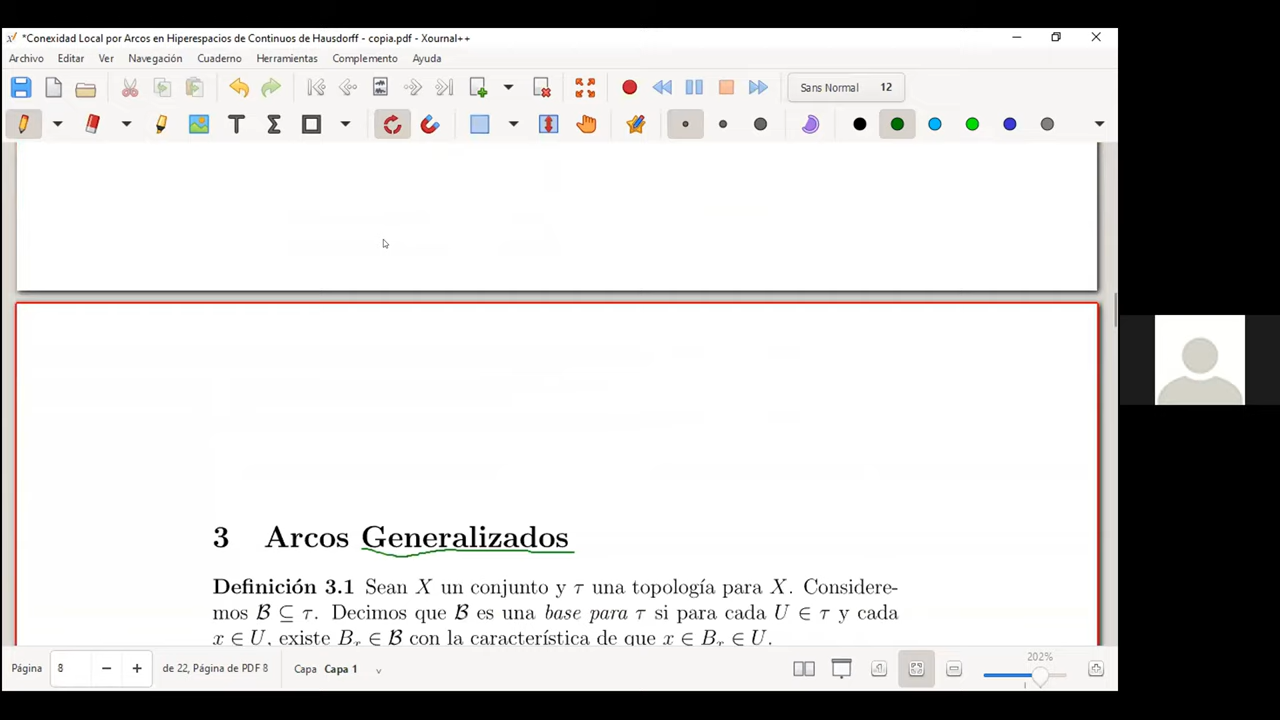 *Conexidad Local por Arcos en Hiperespacios de Continuos de Hausdorff - copia.pdf - Xournal++
Archivo Editar Ver Navegación Cuaderno Herramientas Complemento Ayuda
Sans Normal 12
3 Arcos Generalizados
Definición 3.1 Sean X un conjunto y τ una topología para X. Considere-
mos ℬ ⊆ τ. Decimos que ℬ es una base para τ si para cada U ∈ τ y cada
x ∈ U, existe Bₓ ∈ ℬ con la característica de que x ∈ Bₓ ∈ U.
Página 8 de 22, Página de PDF 8 Capa Capa 1 202%